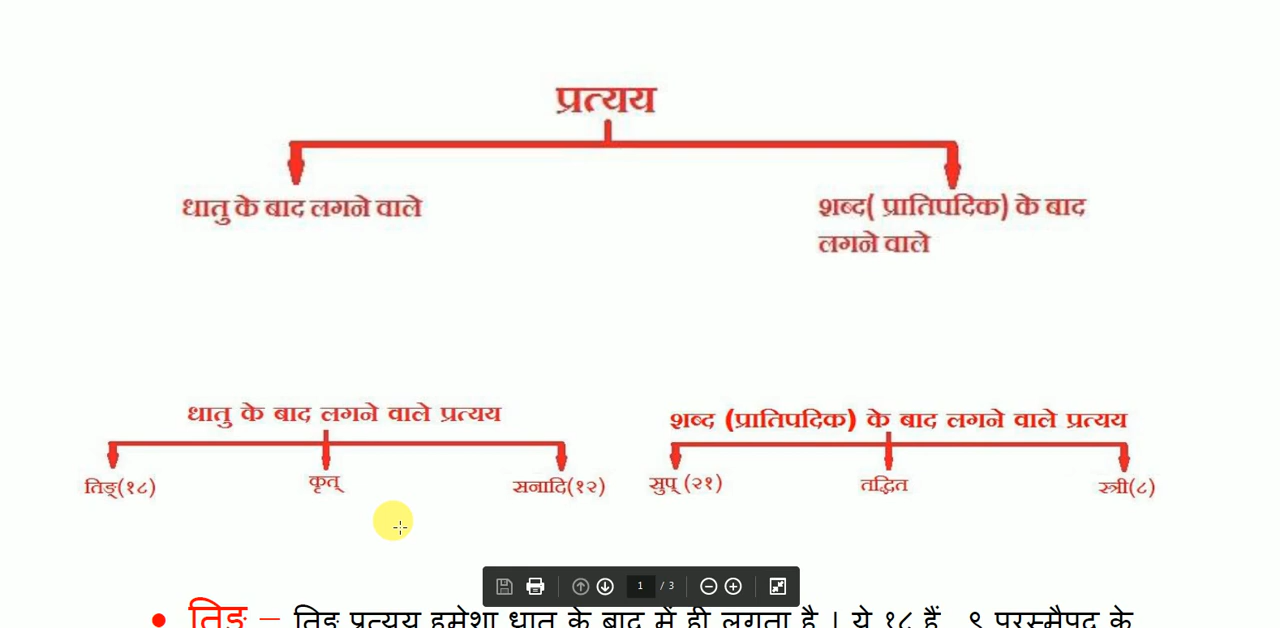 प्रत्यय
धातु के बाद लगने वाले
शब्द( प्रातिपदिक) के बाद
लगने वाले
धातु के बाद लगने वाले प्रत्यय
शब्द (प्रातिपदिक) के बाद लगने वाले प्रत्यय
तिङ्(१८) कृत् सनादि(१२) सुप् (२१) तद्धित स्त्री(८)
1 / 3
तिङ् – तिङ् प्रत्यय हमेशा धातु के बाद में ही लगता है । ये १८ हैं ९ परस्मैपद के